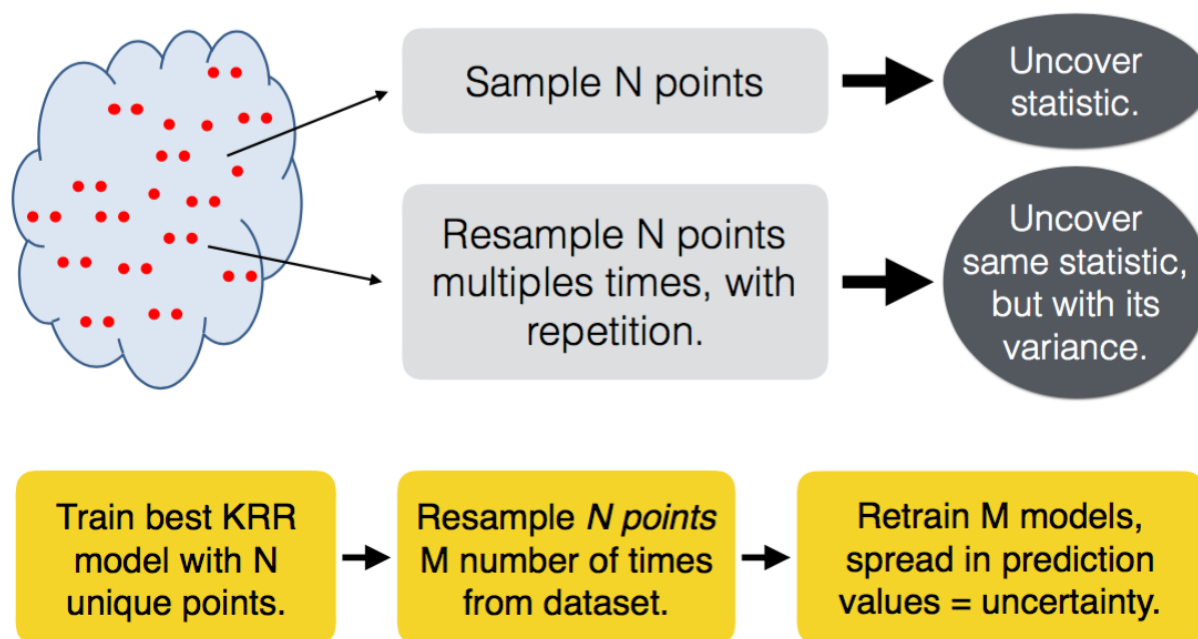 Sample N points
Uncover
statistic.
Resample N points
multiples times, with
repetition.
Uncover
same statistic,
but with its
variance.
Train best KRR
model with N
unique points.
Resample N points
M number of times
from dataset.
Retrain M models,
spread in prediction
values = uncertainty.